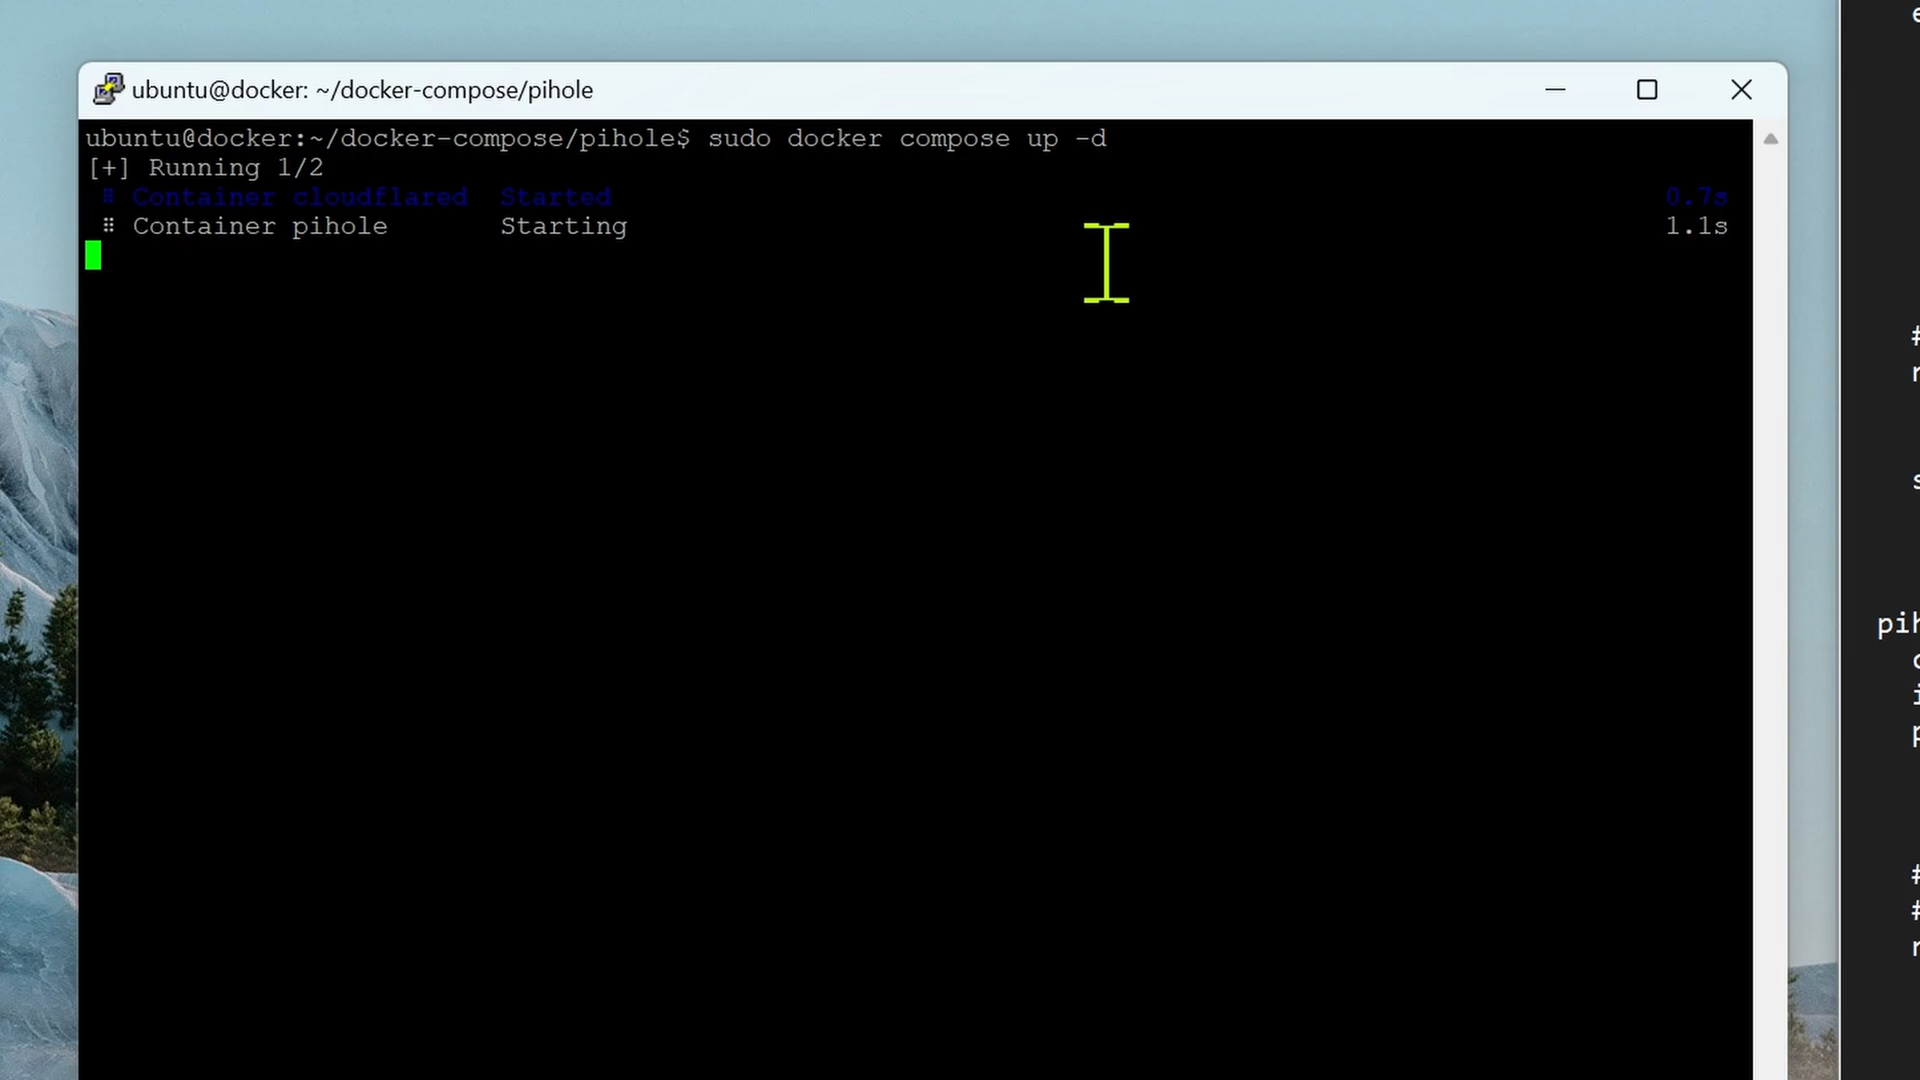 ubuntu@docker: ~/docker-compose/pihole
ubuntu@docker:~/docker-compose/pihole$ sudo docker compose up -d
[+] Running 1/2
⠿ Container cloudflared Started 0.7s
⠿ Container pihole Starting 1.1s
#
#
#